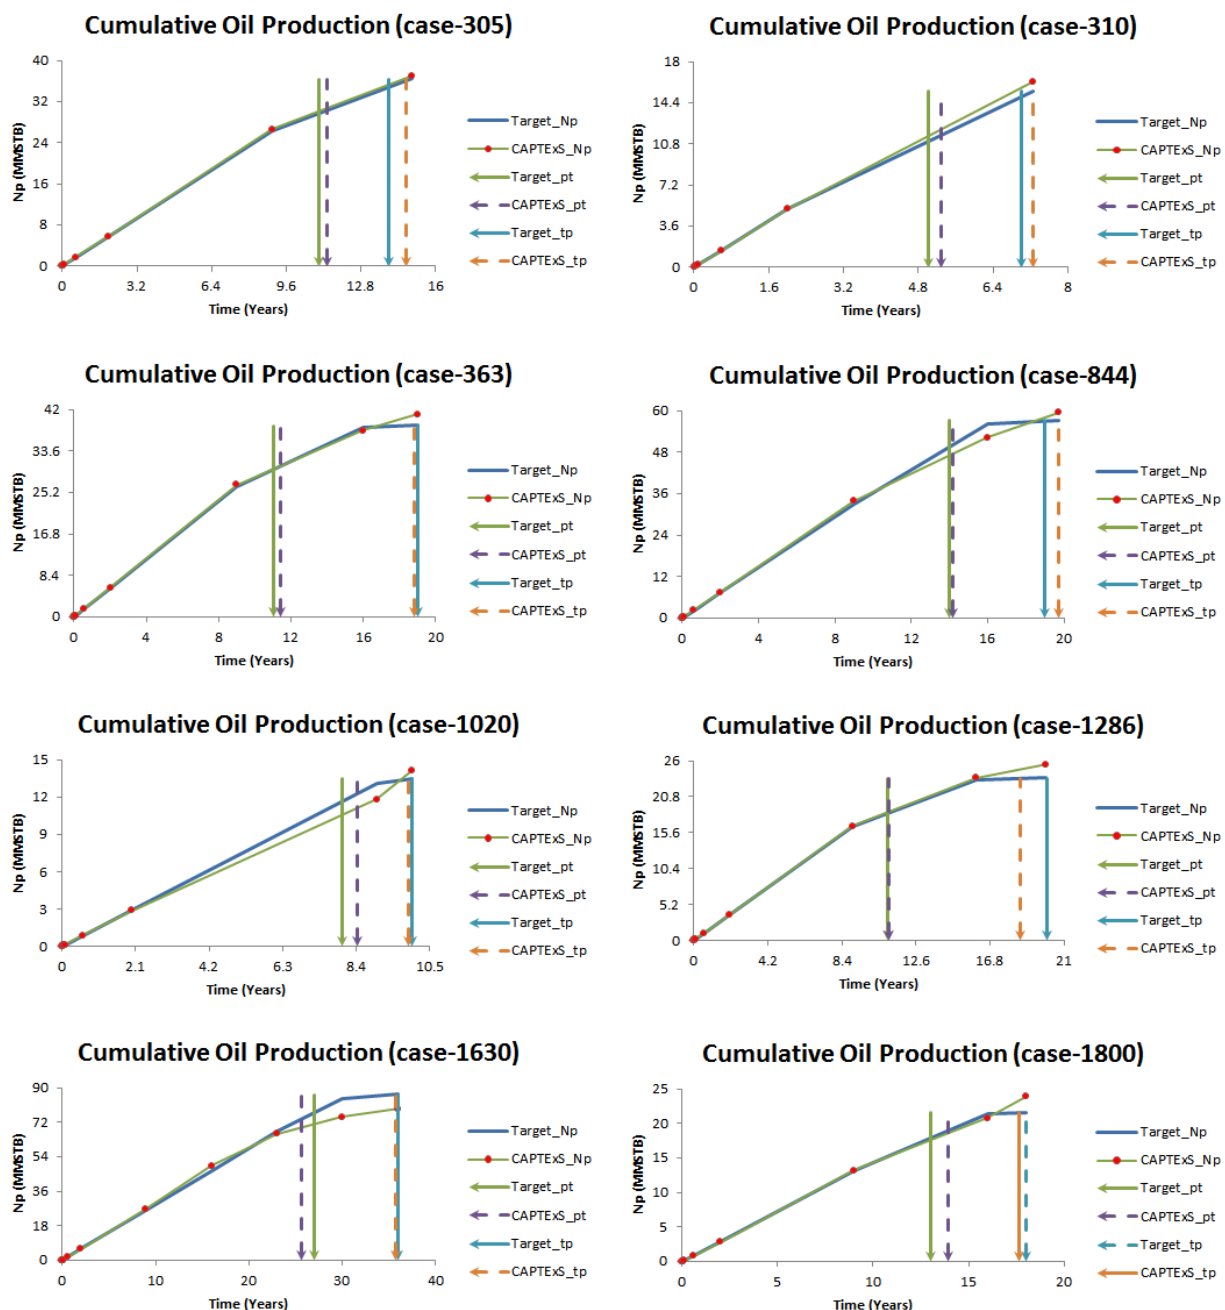 Cumulative Oil Production (case-305)
40
32
24
16
8
0
Np (MMSTB)
0 3.2 6.4 9.6 12.8 16
Time (Years)
Target_Np
CAPTExS_Np
Target_pt
CAPTExS_pt
Target_tp
CAPTExS_tp
Cumulative Oil Production (case-310)
18
14.4
10.8
7.2
3.6
0
Np (MMSTB)
0 1.6 3.2 4.8 6.4 8
Time (Years)
Target_Np
CAPTExS_Np
Target_pt
CAPTExS_pt
Target_tp
CAPTExS_tp
Cumulative Oil Production (case-363)
42
33.6
25.2
16.8
8.4
0
Np (MMSTB)
0 4 8 12 16 20
Time (Years)
Target_Np
CAPTExS_Np
Target_pt
CAPTExS_pt
Target_tp
CAPTExS_tp
Cumulative Oil Production (case-844)
60
48
36
24
12
0
Np (MMSTB)
0 4 8 12 16 20
Time (Years)
Target_Np
CAPTExS_Np
Target_pt
CAPTExS_pt
Target_tp
CAPTExS_tp
Cumulative Oil Production (case-1020)
15
12
9
6
3
0
Np (MMSTB)
0 2.1 4.2 6.3 8.4 10.5
Time (Years)
Target_Np
CAPTExS_Np
Target_pt
CAPTExS_pt
Target_tp
CAPTExS_tp
Cumulative Oil Production (case-1286)
26
20.8
15.6
10.4
5.2
0
Np (MMSTB)
0 4.2 8.4 12.6 16.8 21
Time (Years)
Target_Np
CAPTExS_Np
Target_pt
CAPTExS_pt
Target_tp
CAPTExS_tp
Cumulative Oil Production (case-1630)
90
72
54
36
18
0
Np (MMSTB)
0 10 20 30 40
Time (Years)
Target_Np
CAPTExS_Np
Target_pt
CAPTExS_pt
Target_tp
CAPTExS_tp
Cumulative Oil Production (case-1800)
25
20
15
10
5
0
Np (MMSTB)
0 5 10 15 20
Time (Years)
Target_Np
CAPTExS_Np
Target_pt
CAPTExS_pt
Target_tp
CAPTExS_tp